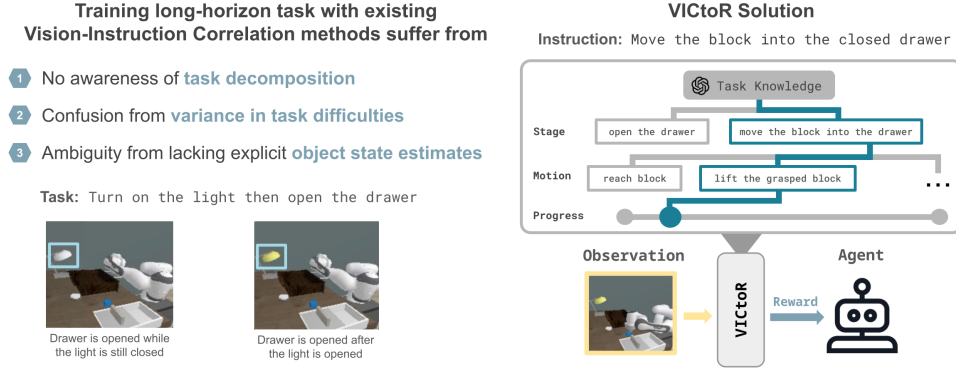 Training long-horizon task with existing
Vision-Instruction Correlation methods suffer from
1 No awareness of task decomposition
2 Confusion from variance in task difficulties
3 Ambiguity from lacking explicit object state estimates
Task: Turn on the light then open the drawer
Drawer is opened while
the light is still closed
Drawer is opened after
the light is opened
VICtoR Solution
Instruction: Move the block into the closed drawer
Task Knowledge
Stage
open the drawer
move the block into the drawer
Motion
reach block
lift the grasped block
...
Progress
Observation
VICtoR
Reward
Agent